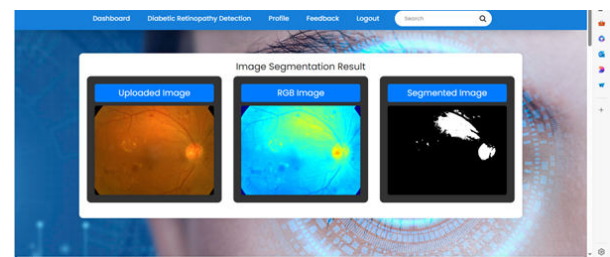 Dashboard Diabetic Retinopathy Detection Profile Feedback Logout Search
Image Segmentation Result
Uploaded Image RGB Image Segmented Image